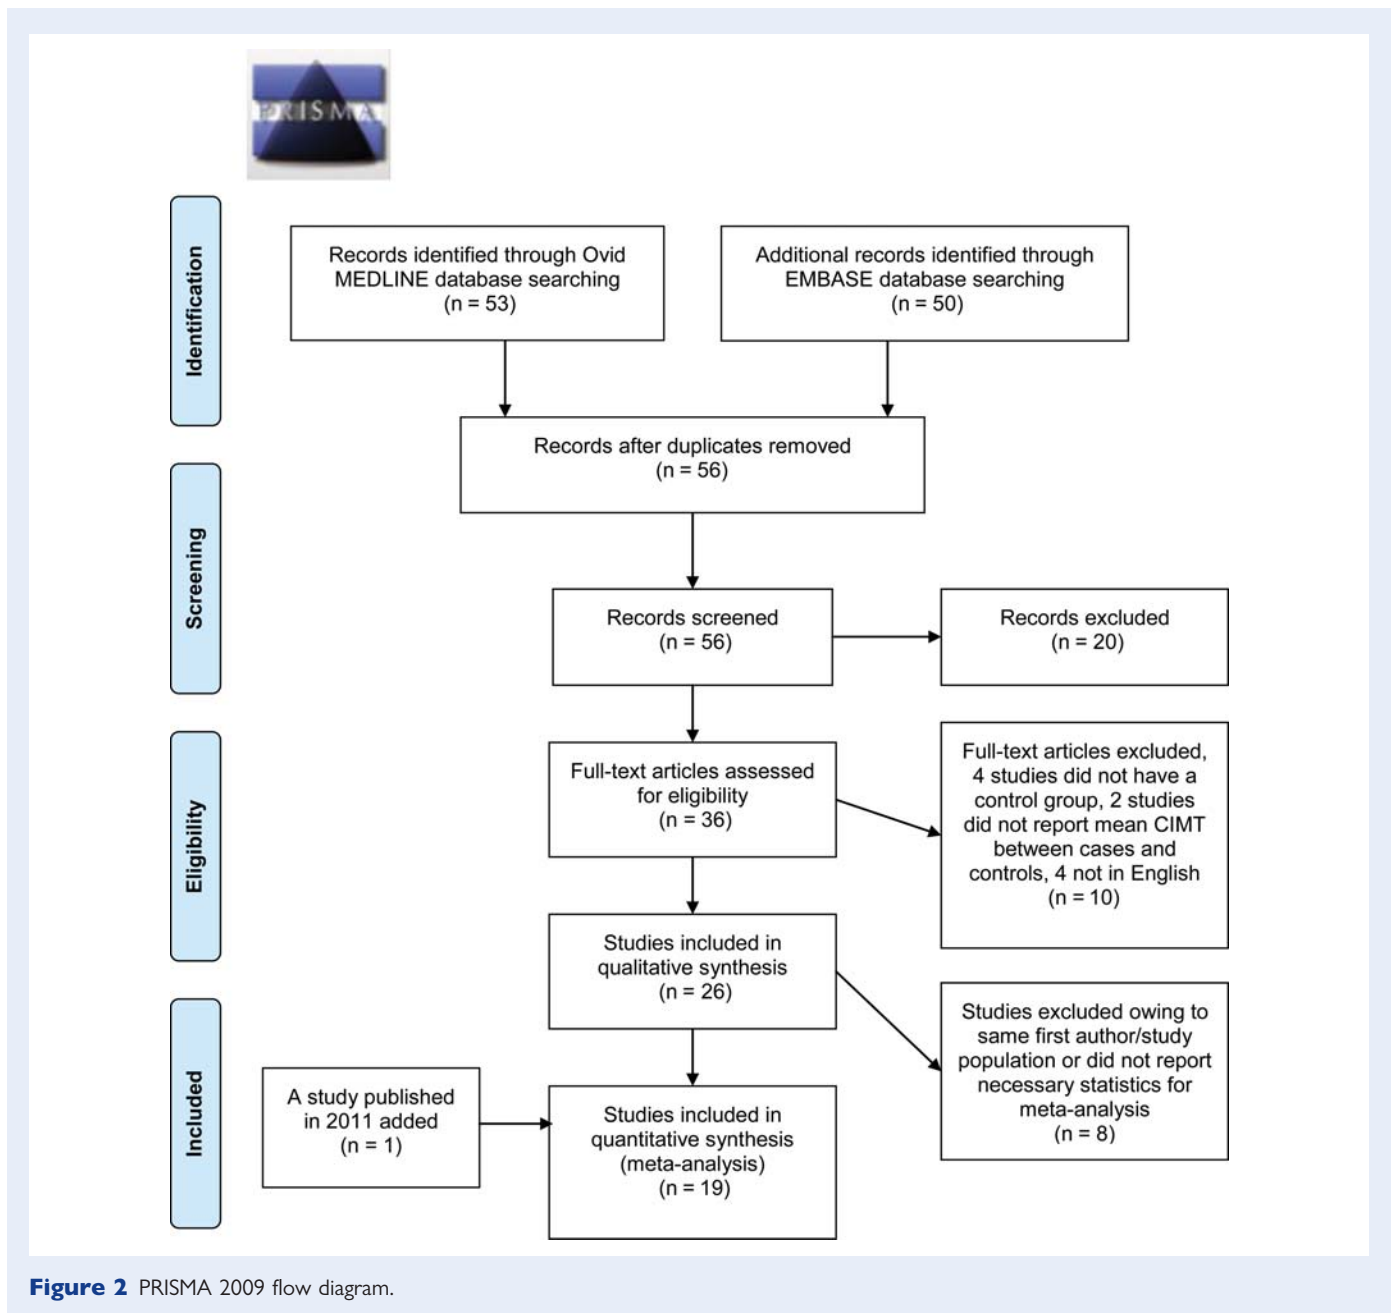 PRISMA
Identification
Records identified through Ovid
MEDLINE database searching
(n = 53)
Additional records identified through
EMBASE database searching
(n = 50)
Records after duplicates removed
(n = 56)
Screening
Records screened
(n = 56)
Records excluded
(n = 20)
Eligibility
Full-text articles assessed
for eligibility
(n = 36)
Full-text articles excluded,
4 studies did not have a
control group, 2 studies
did not report mean CIMT
between cases and
controls, 4 not in English
(n = 10)
Studies included in
qualitative synthesis
(n = 26)
Studies excluded owing to
same first author/study
population or did not report
necessary statistics for
meta-analysis
(n = 8)
Included
A study published
in 2011 added
(n = 1)
Studies included in
quantitative synthesis
(meta-analysis)
(n = 19)
Figure 2 PRISMA 2009 flow diagram.